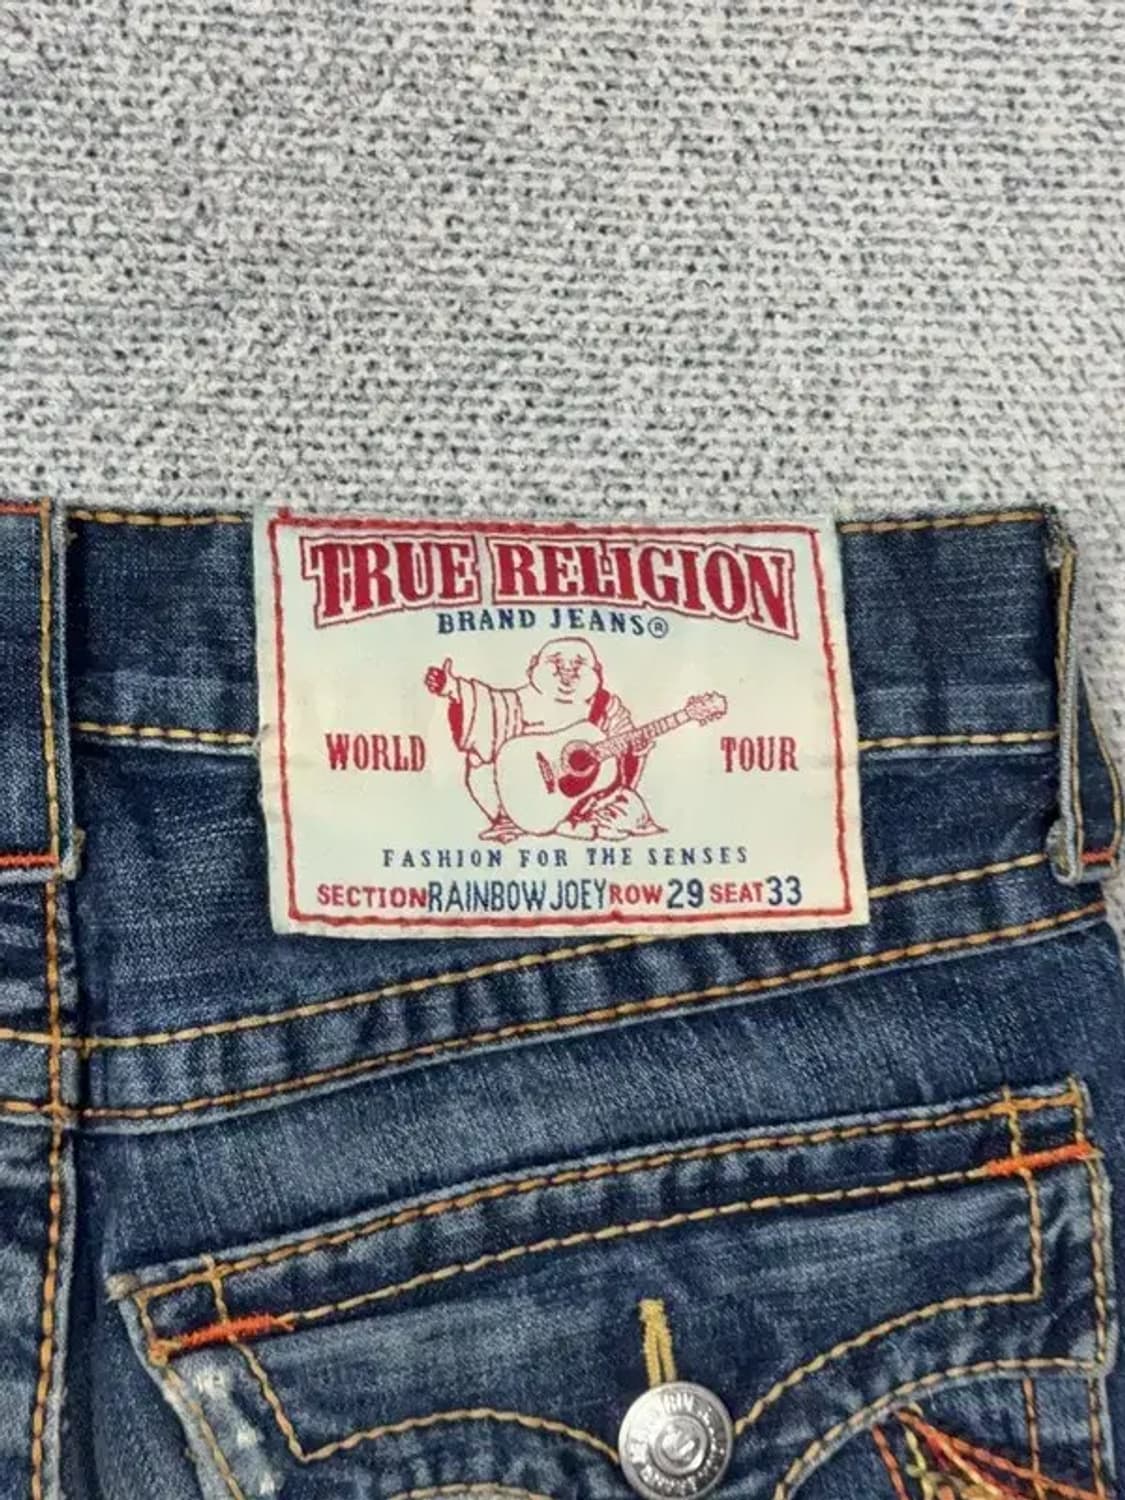 TRUE RELIGION
BRAND JEANS®
WORLD TOUR
FASHION FOR THE SENSES
SECTION RAINBOW JOEY ROW 29 SEAT 33